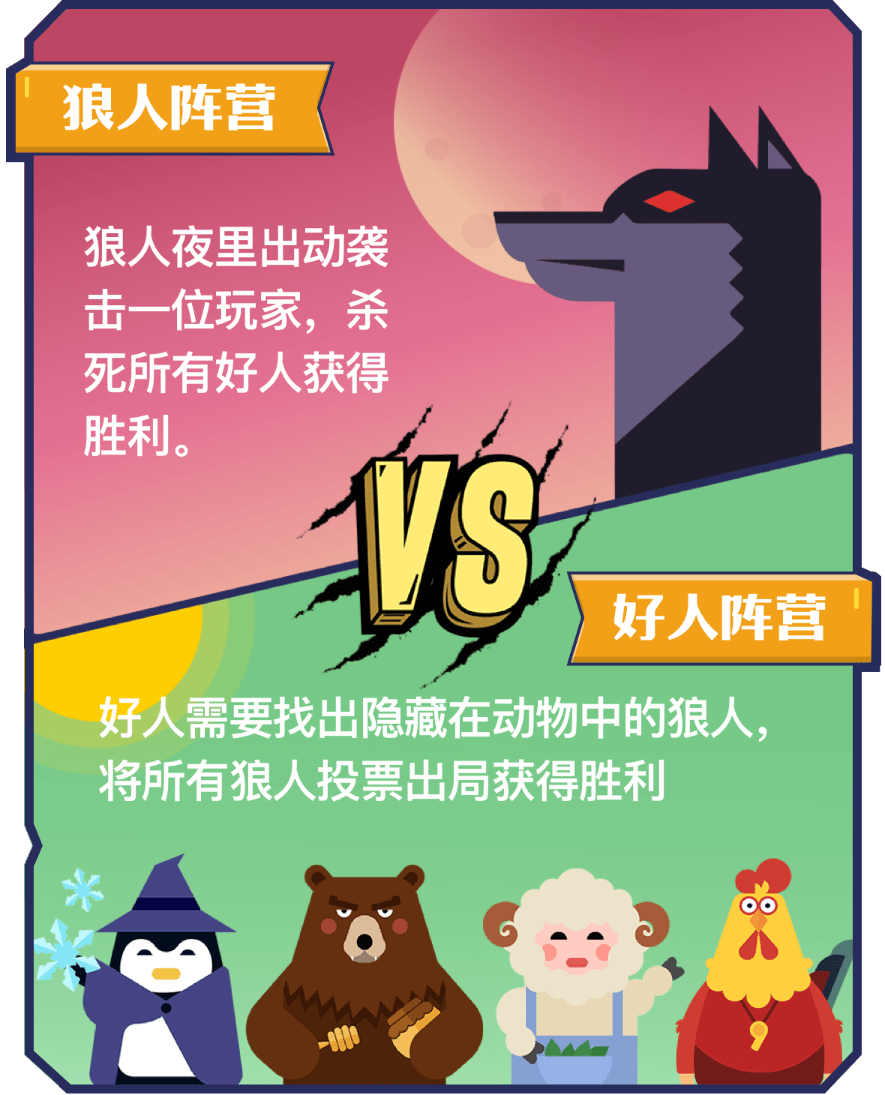 狼人阵营
狼人夜里出动袭
击一位玩家，杀
死所有好人获得
胜利。
VS
好人阵营
好人需要找出隐藏在动物中的狼人，
将所有狼人投票出局获得胜利